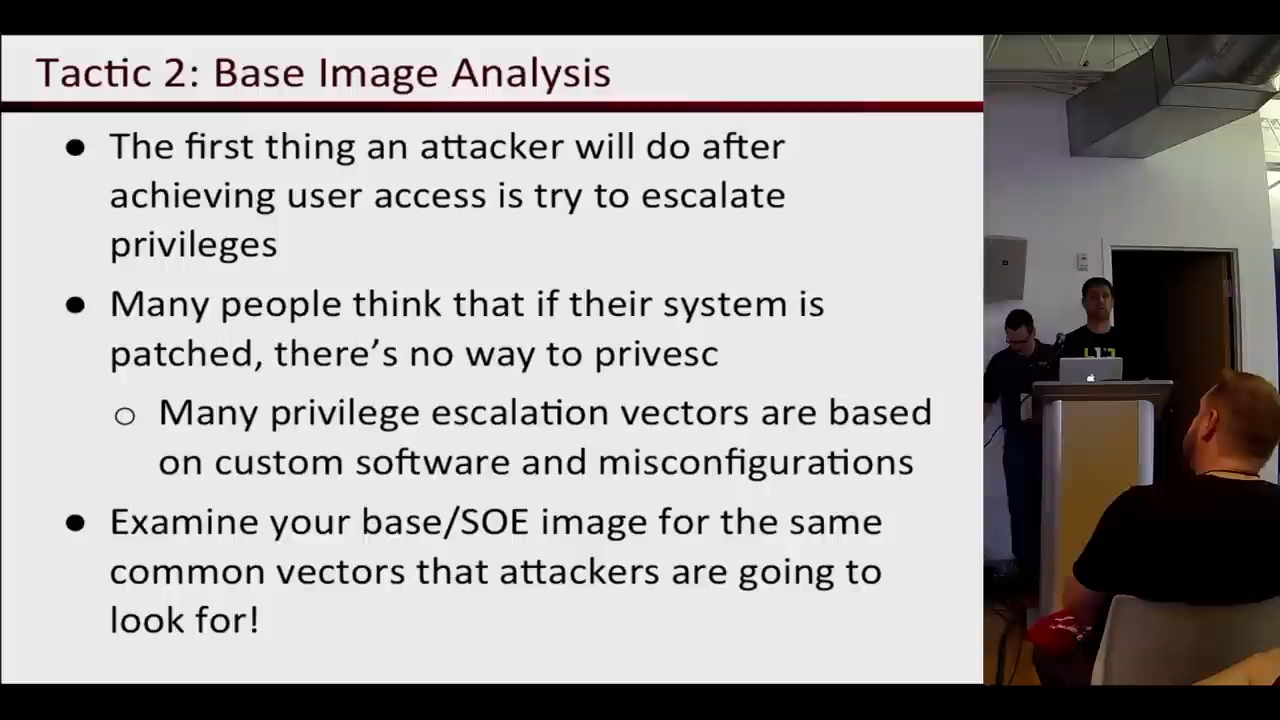 Tactic 2: Base Image Analysis
● The first thing an attacker will do after
achieving user access is try to escalate
privileges
● Many people think that if their system is
patched, there’s no way to privesc
○ Many privilege escalation vectors are based
on custom software and misconfigurations
● Examine your base/SOE image for the same
common vectors that attackers are going to
look for!